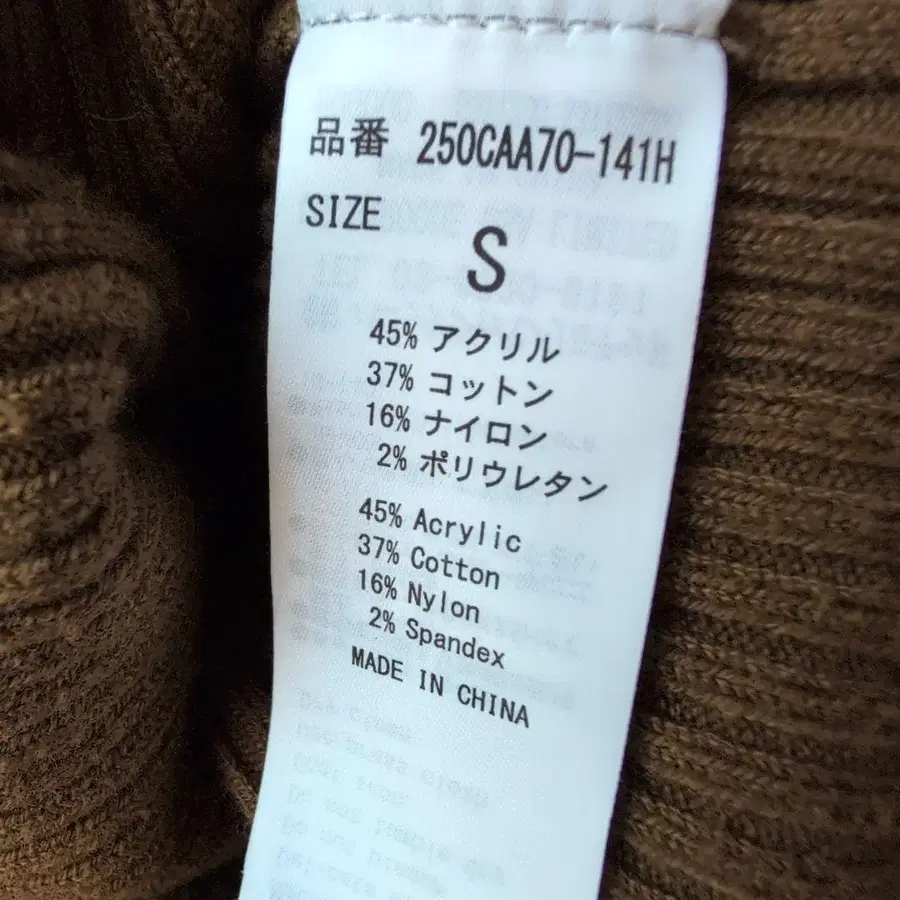 品番 250CAA70-141H
SIZE
S
45% アクリル
37% コットン
16% ナイロン
2% ポリウレタン
45% Acrylic
37% Cotton
16% Nylon
2% Spandex
MADE IN CHINA